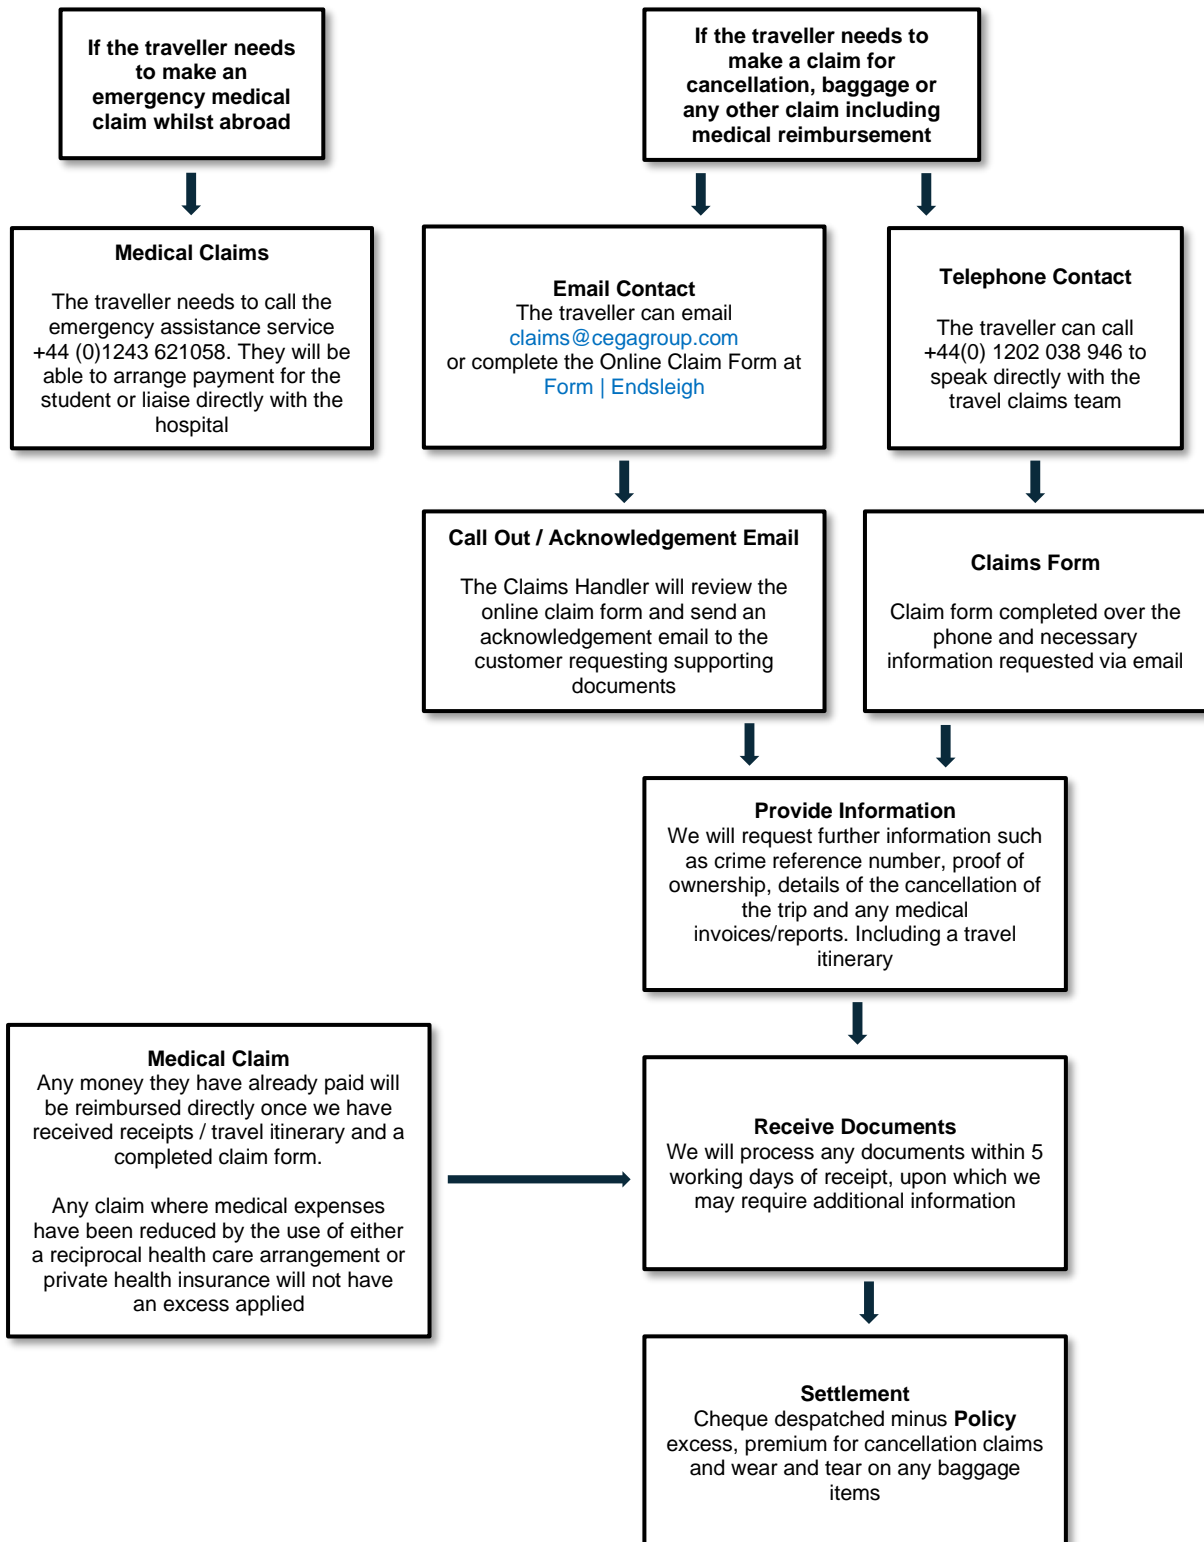 If the traveller needs
to make an
emergency medical
claim whilst abroad
If the traveller needs to
make a claim for
cancellation, baggage or
any other claim including
medical reimbursement
Medical Claims
The traveller needs to call the
emergency assistance service
+44 (0)1243 621058. They will be
able to arrange payment for the
student or liaise directly with the
hospital
Email Contact
The traveller can email
claims@cegagroup.com
or complete the Online Claim Form at
Form | Endsleigh
Telephone Contact
The traveller can call
+44(0) 1202 038 946 to
speak directly with the
travel claims team
Call Out / Acknowledgement Email
The Claims Handler will review the
online claim form and send an
acknowledgement email to the
customer requesting supporting
documents
Claims Form
Claim form completed over the
phone and necessary
information requested via email
Provide Information
We will request further information such
as crime reference number, proof of
ownership, details of the cancellation of
the trip and any medical
invoices/reports. Including a travel
itinerary
Medical Claim
Any money they have already paid will
be reimbursed directly once we have
received receipts / travel itinerary and a
completed claim form.
Any claim where medical expenses
have been reduced by the use of either
a reciprocal health care arrangement or
private health insurance will not have
an excess applied
Receive Documents
We will process any documents within 5
working days of receipt, upon which we
may require additional information
Settlement
Cheque despatched minus Policy
excess, premium for cancellation claims
and wear and tear on any baggage
items